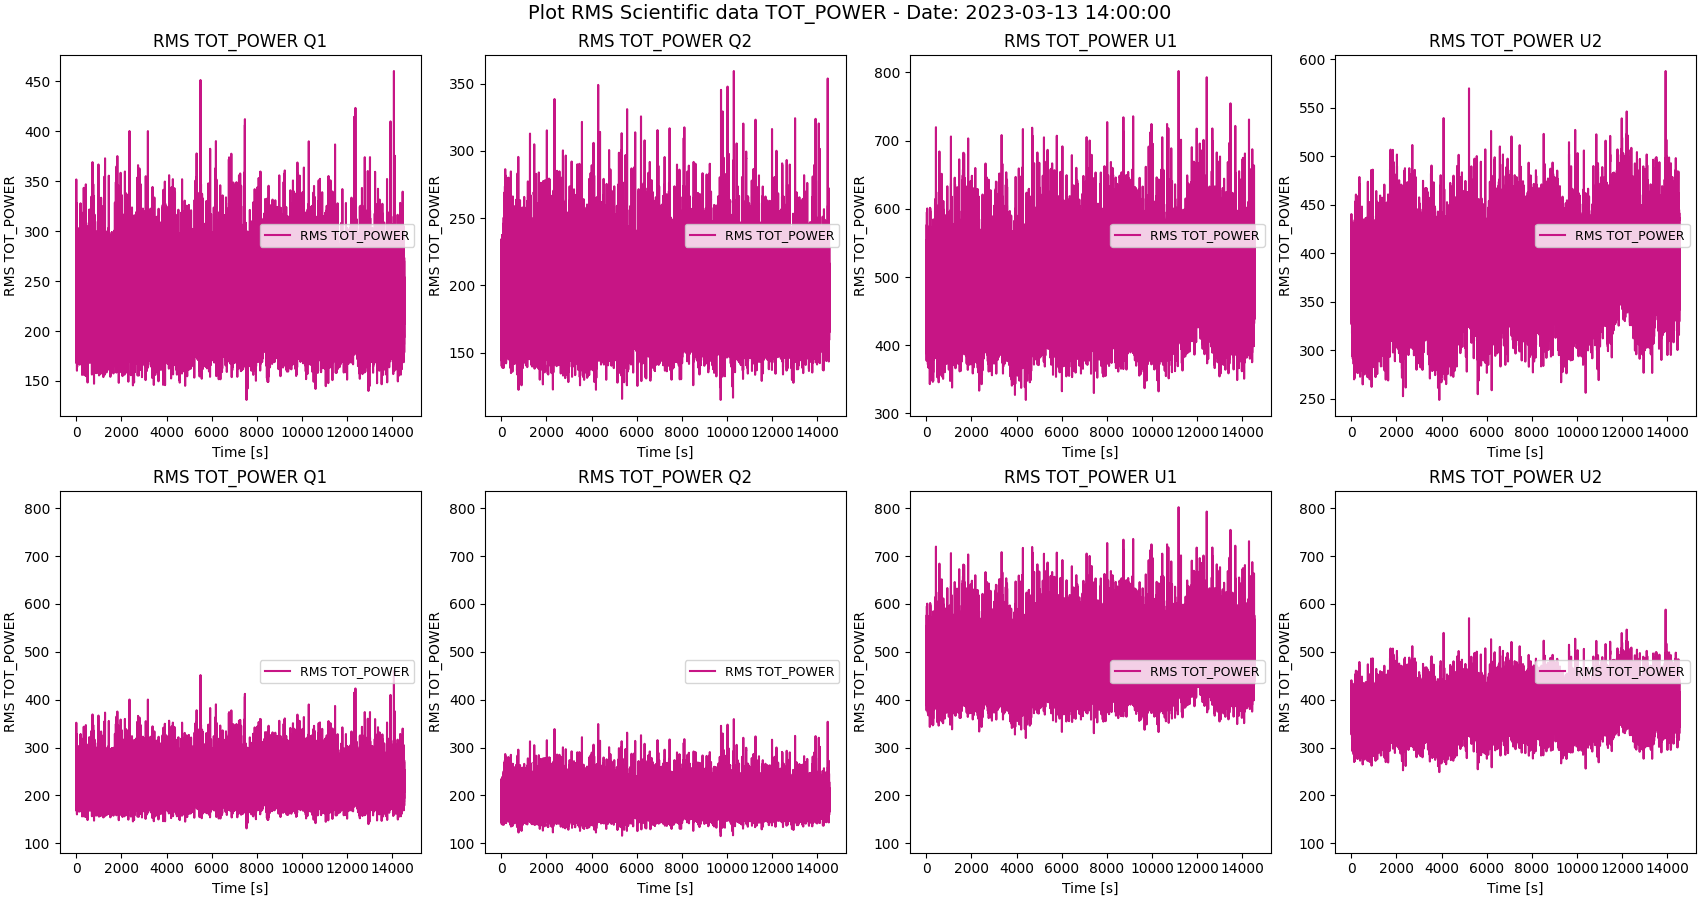 Plot RMS Scientific data TOT_POWER - Date: 2023-03-13 14:00:00
RMS TOT_POWER Q1
RMS TOT_POWER
450
400
350
300
250
200
150
RMS TOT_POWER
0 2000 4000 6000 8000 10000 12000 14000
Time [s]
RMS TOT_POWER Q2
RMS TOT_POWER
350
300
250
200
150
RMS TOT_POWER
0 2000 4000 6000 8000 10000 12000 14000
Time [s]
RMS TOT_POWER U1
RMS TOT_POWER
800
700
600
500
400
300
RMS TOT_POWER
0 2000 4000 6000 8000 10000 12000 14000
Time [s]
RMS TOT_POWER U2
RMS TOT_POWER
600
550
500
450
400
350
300
250
RMS TOT_POWER
0 2000 4000 6000 8000 10000 12000 14000
Time [s]
RMS TOT_POWER Q1
RMS TOT_POWER
800
700
600
500
400
300
200
100
RMS TOT_POWER
0 2000 4000 6000 8000 10000 12000 14000
Time [s]
RMS TOT_POWER Q2
RMS TOT_POWER
800
700
600
500
400
300
200
100
RMS TOT_POWER
0 2000 4000 6000 8000 10000 12000 14000
Time [s]
RMS TOT_POWER U1
RMS TOT_POWER
800
700
600
500
400
300
200
100
RMS TOT_POWER
0 2000 4000 6000 8000 10000 12000 14000
Time [s]
RMS TOT_POWER U2
RMS TOT_POWER
800
700
600
500
400
300
200
100
RMS TOT_POWER
0 2000 4000 6000 8000 10000 12000 14000
Time [s]